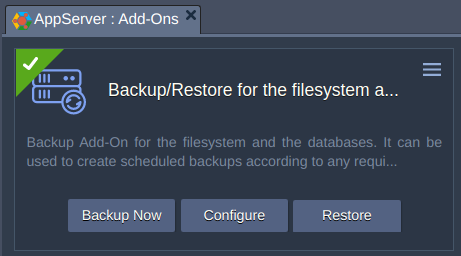 AppServer : Add-Ons
Backup/Restore for the filesystem a...
Backup Add-On for the filesystem and the databases. It can be
used to create scheduled backups according to any requi...
Backup Now Configure Restore